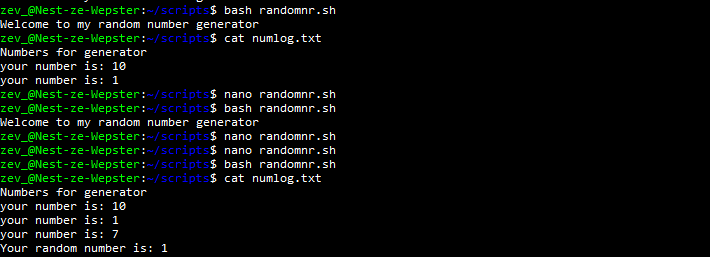 zev_@Nest-ze-Wepster:~/scripts$ bash randomnr.sh
Welcome to my random number generator
zev_@Nest-ze-Wepster:~/scripts$ cat numlog.txt
Numbers for generator
your number is: 10
your number is: 1
zev_@Nest-ze-Wepster:~/scripts$ nano randomnr.sh
zev_@Nest-ze-Wepster:~/scripts$ bash randomnr.sh
Welcome to my random number generator
zev_@Nest-ze-Wepster:~/scripts$ nano randomnr.sh
zev_@Nest-ze-Wepster:~/scripts$ nano randomnr.sh
zev_@Nest-ze-Wepster:~/scripts$ bash randomnr.sh
zev_@Nest-ze-Wepster:~/scripts$ cat numlog.txt
Numbers for generator
your number is: 10
your number is: 1
your number is: 7
Your random number is: 1